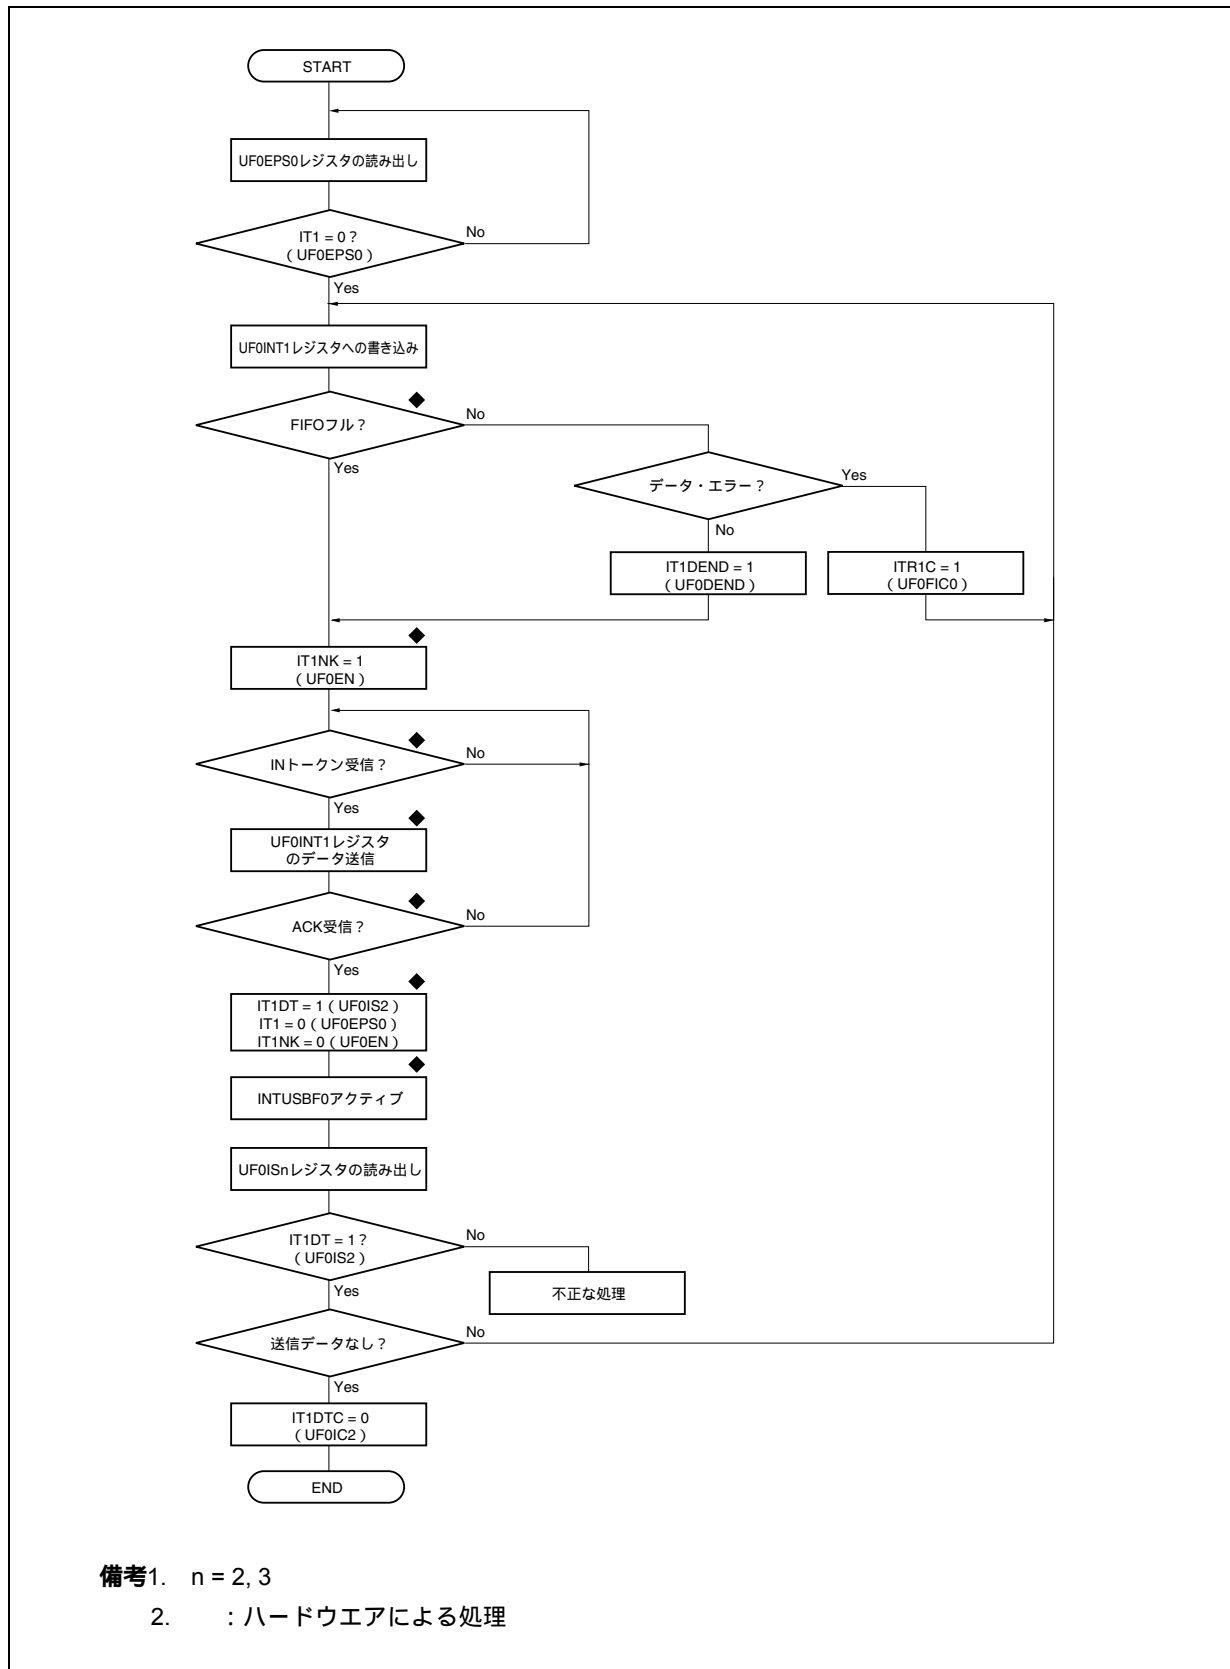 START
UF0EPS0レジスタの読み出し
IT1 = 0？
（UF0EPS0）
No
Yes
UF0INT1レジスタへの書き込み
FIFOフル？
◆
No
Yes
データ・エラー？
Yes
No
IT1DEND = 1
（UF0DEND）
ITR1C = 1
（UF0FIC0）
◆
IT1NK = 1
（UF0EN）
◆
INトークン受信？
No
Yes
◆
UF0INT1レジスタ
のデータ送信
◆
ACK受信？
No
Yes
◆
IT1DT = 1（UF0IS2）
IT1 = 0（UF0EPS0）
IT1NK = 0（UF0EN）
◆
INTUSBF0アクティブ
UF0ISnレジスタの読み出し
IT1DT = 1？
（UF0IS2）
No
Yes
不正な処理
送信データなし？
No
Yes
IT1DTC = 0
（UF0IC2）
END
備考1. n = 2, 3
2. ：ハードウエアによる処理